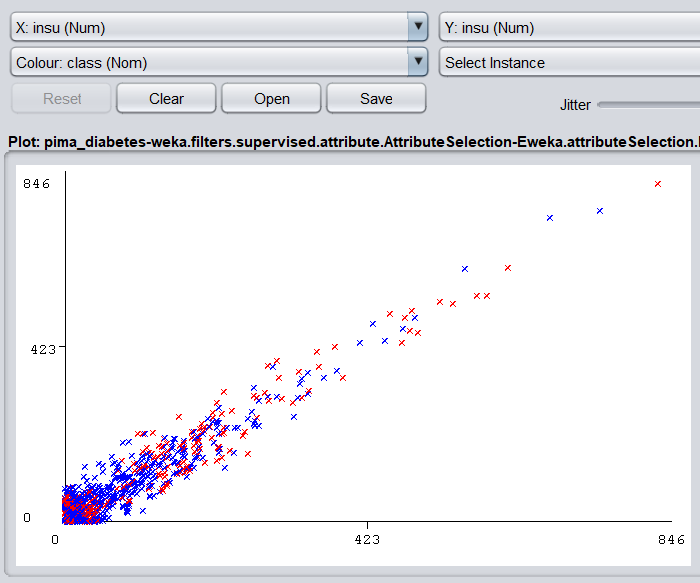 X: insu (Num) Y: insu (Num)
Colour: class (Nom) Select Instance
Reset Clear Open Save Jitter
Plot: pima_diabetes-weka.filters.supervised.attribute.AttributeSelection-Eweka.attributeSelection.
846
423
0
0 423 846